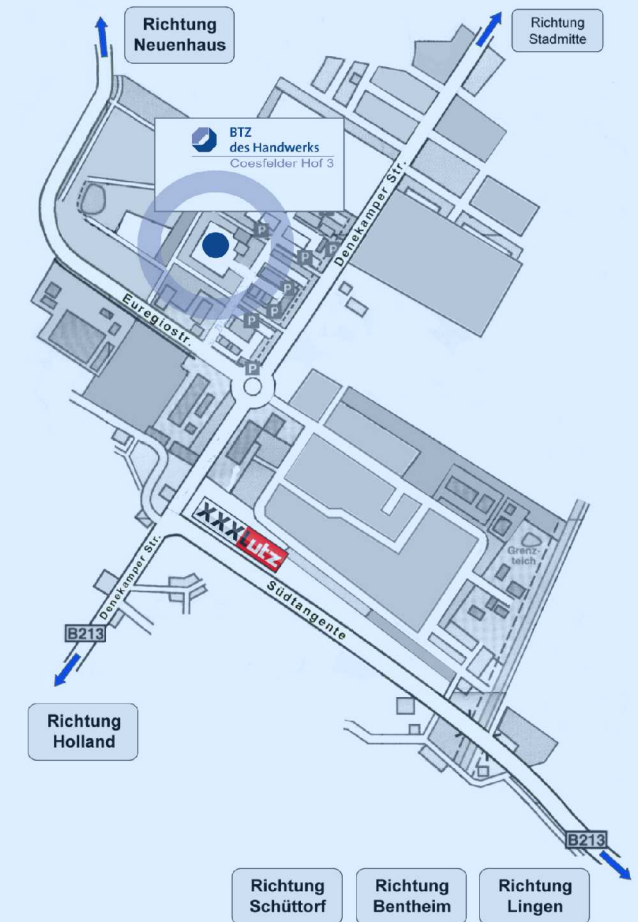 Richtung
Neuenhaus
Richtung
Stadmitte
BTZ
des Handwerks
Coesfelder Hof 3
Denekamper Str.
P
P
P
P
P
P
P
Euregiostr.
XXXLutz
Grenz-
teich
Südtangente
Denekamper Str.
B213
Richtung
Holland
B213
Richtung
Schüttorf
Richtung
Bentheim
Richtung
Lingen